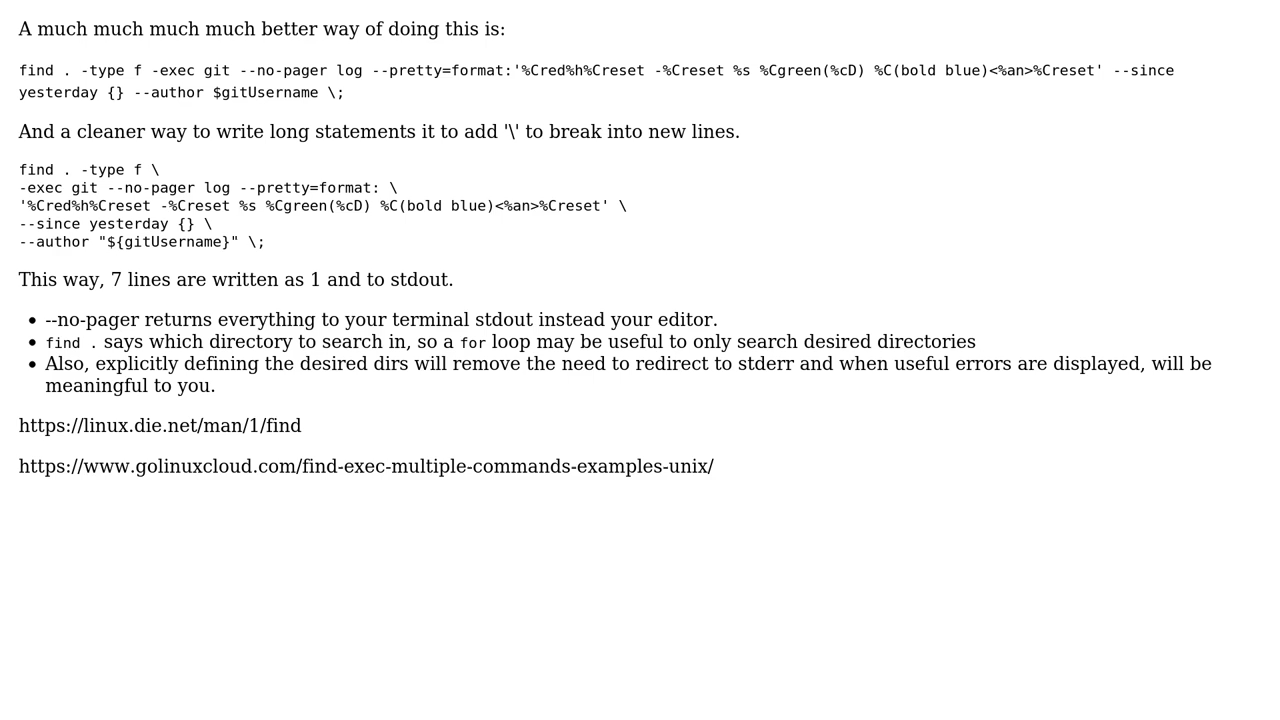 A much much much much better way of doing this is:
find . -type f -exec git --no-pager log --pretty=format:'%Cred%h%Creset -%Creset %s %Cgreen(%cD) %C(bold blue)<%an>%Creset' --since
yesterday {} --author $gitUsername \;
And a cleaner way to write long statements it to add '\' to break into new lines.
find . -type f \
-exec git --no-pager log --pretty=format: \
'%Cred%h%Creset -%Creset %s %Cgreen(%cD) %C(bold blue)<%an>%Creset' \
--since yesterday {} \
--author "${gitUsername}" \;
This way, 7 lines are written as 1 and to stdout.
• --no-pager returns everything to your terminal stdout instead your editor.
• find . says which directory to search in, so a for loop may be useful to only search desired directories
• Also, explicitly defining the desired dirs will remove the need to redirect to stderr and when useful errors are displayed, will be
meaningful to you.
https://linux.die.net/man/1/find
https://www.golinuxcloud.com/find-exec-multiple-commands-examples-unix/